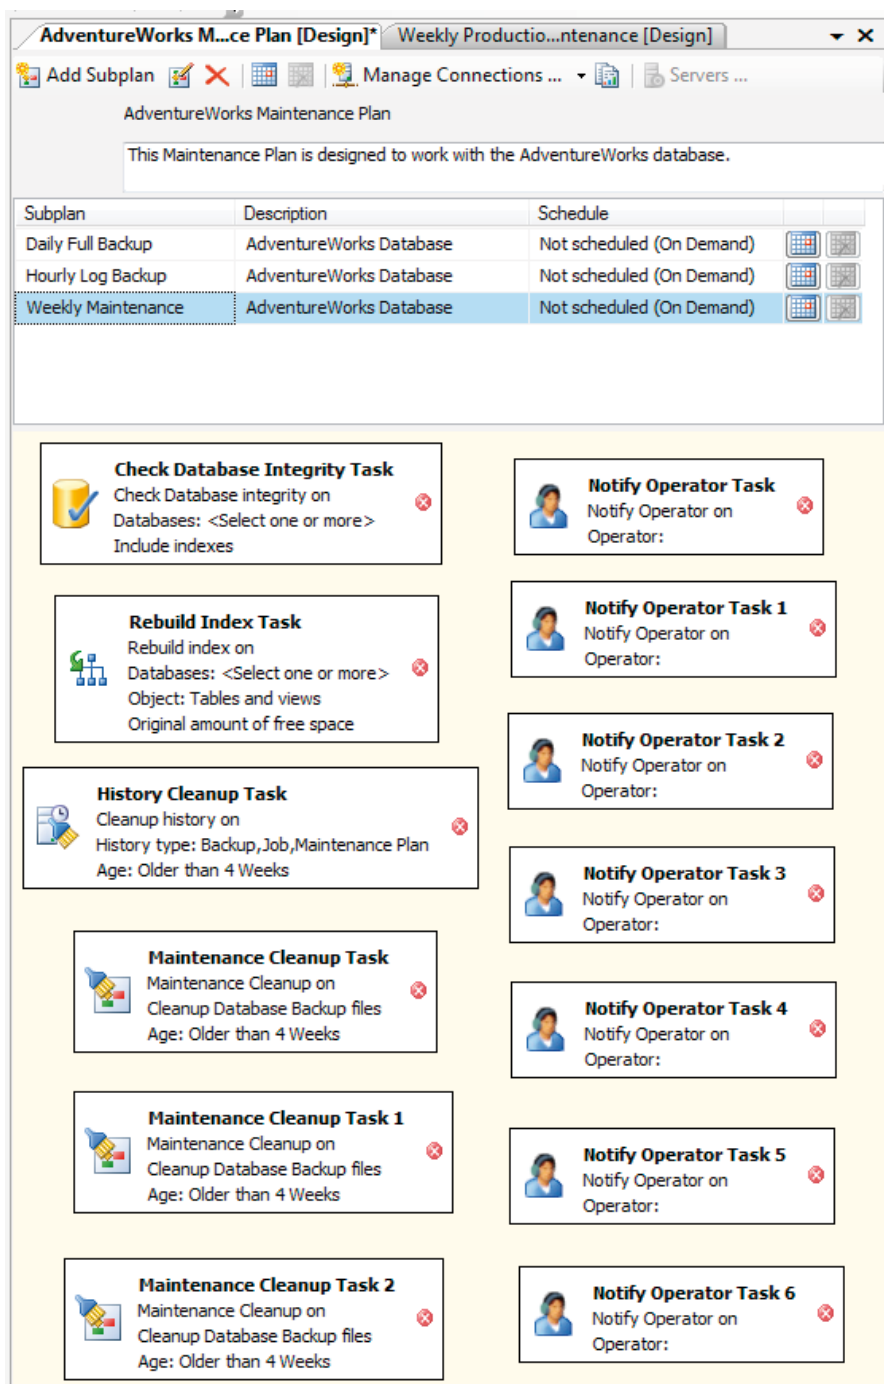 AdventureWorks M...ce Plan [Design]* Weekly Productio...ntenance [Design]
Add Subplan Manage Connections ... Servers ...
AdventureWorks Maintenance Plan
This Maintenance Plan is designed to work with the AdventureWorks database.
Subplan Description Schedule
Daily Full Backup AdventureWorks Database Not scheduled (On Demand)
Hourly Log Backup AdventureWorks Database Not scheduled (On Demand)
Weekly Maintenance AdventureWorks Database Not scheduled (On Demand)
Check Database Integrity Task
Check Database integrity on
Databases: <Select one or more>
Include indexes
Rebuild Index Task
Rebuild index on
Databases: <Select one or more>
Object: Tables and views
Original amount of free space
History Cleanup Task
Cleanup history on
History type: Backup,Job,Maintenance Plan
Age: Older than 4 Weeks
Maintenance Cleanup Task
Maintenance Cleanup on
Cleanup Database Backup files
Age: Older than 4 Weeks
Maintenance Cleanup Task 1
Maintenance Cleanup on
Cleanup Database Backup files
Age: Older than 4 Weeks
Maintenance Cleanup Task 2
Maintenance Cleanup on
Cleanup Database Backup files
Age: Older than 4 Weeks
Notify Operator Task
Notify Operator on
Operator:
Notify Operator Task 1
Notify Operator on
Operator:
Notify Operator Task 2
Notify Operator on
Operator:
Notify Operator Task 3
Notify Operator on
Operator:
Notify Operator Task 4
Notify Operator on
Operator:
Notify Operator Task 5
Notify Operator on
Operator:
Notify Operator Task 6
Notify Operator on
Operator: